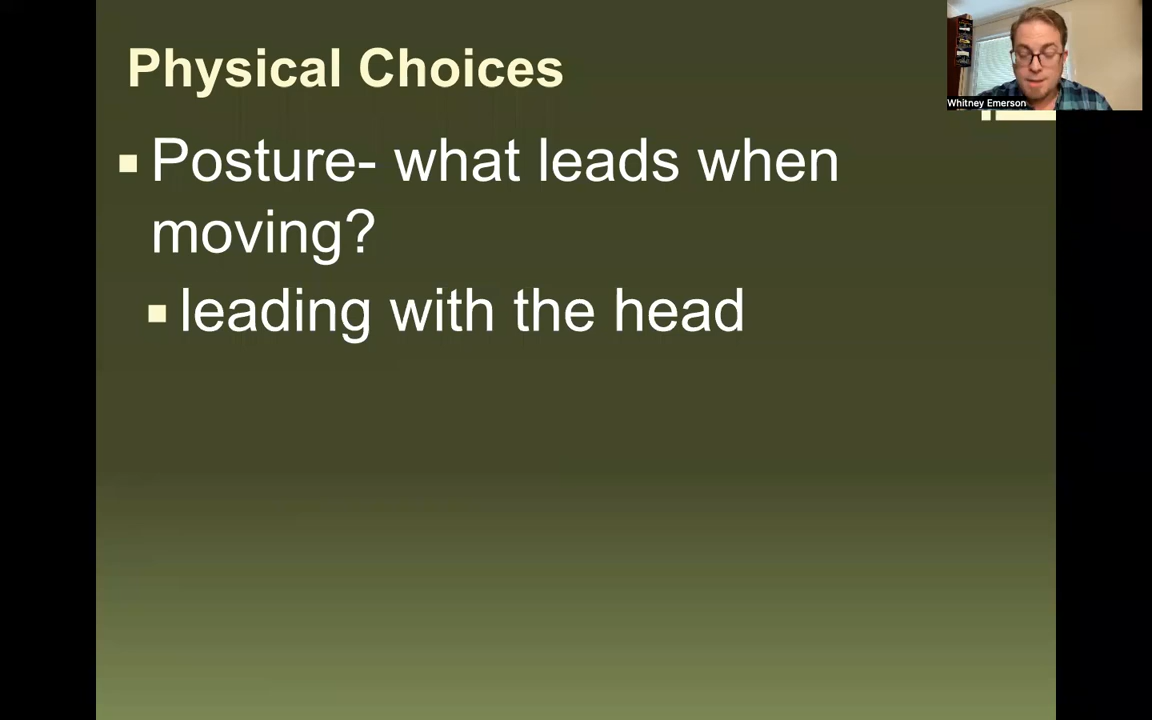 Physical Choices
Whitney Emerson
▪ Posture- what leads when
moving?
▪ leading with the head